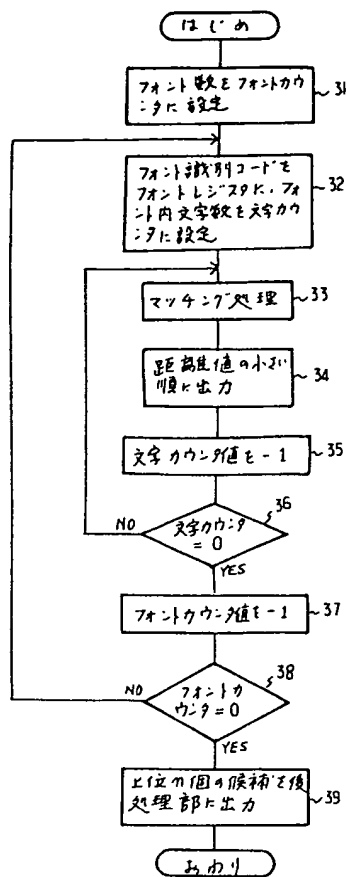 はじめ
フォント数をフォントカウ
ンタに設定
31
フォント識別コードを
フォントレジスタに,フォ
ント内文字数を文字カウ
ンタに設定
32
マッチング処理
33
距離値の小さい
順に出力
34
文字カウンタ値を-1
35
36
文字カウンタ
=0
NO
YES
フォントカウンタ値を-1
37
38
フォントカ
ウンタ=0
NO
YES
上位n個の候補を後
処理部に出力
39
おわり